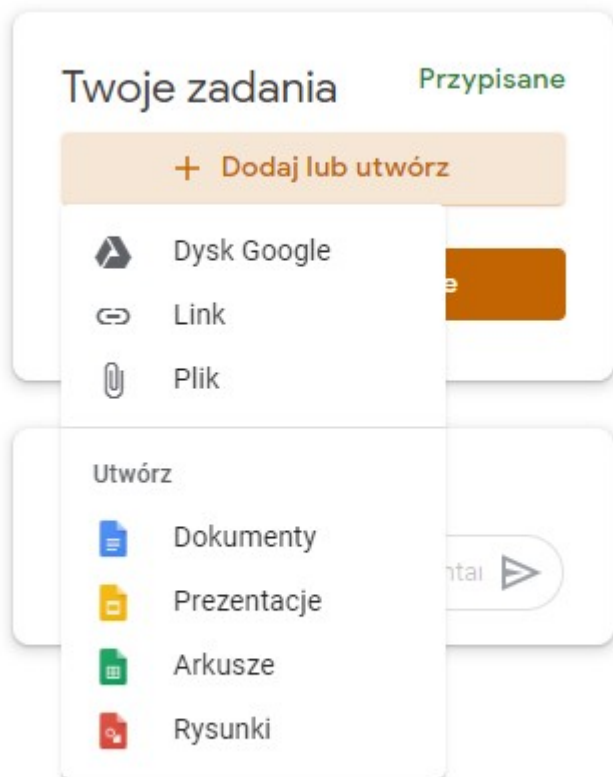 Twoje zadania
Przypisane
+ Dodaj lub utwórz
Dysk Google
Link
Plik
Utwórz
Dokumenty
Prezentacje
Arkusze
Rysunki